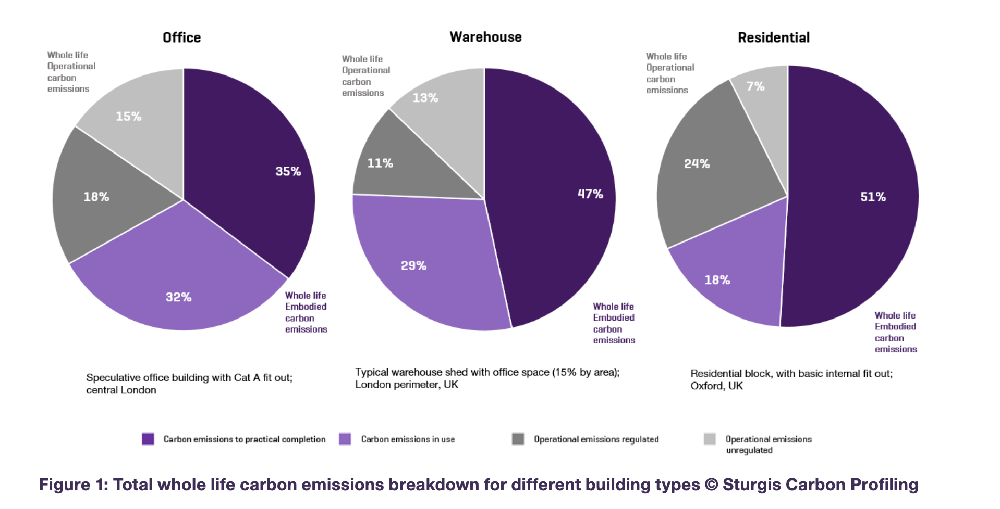 Office
Whole life
Operational
carbon
emissions
15%
35%
18%
32%
Whole life
Embodied
carbon
emissions
Speculative office building with Cat A fit out;
central London
Warehouse
Whole life
Operational
carbon
emissions
13%
11%
47%
29%
Whole life
Embodied
carbon
emissions
Typical warehouse shed with office space (15% by area);
London perimeter, UK
Residential
Whole life
Operational
carbon
emissions
7%
24%
51%
18%
Whole life
Embodied
carbon
emissions
Residential block, with basic internal fit out;
Oxford, UK
Carbon emissions to practical completion
Carbon emissions in use
Operational emissions regulated
Operational emissions
unregulated
Figure 1: Total whole life carbon emissions breakdown for different building types © Sturgis Carbon Profiling